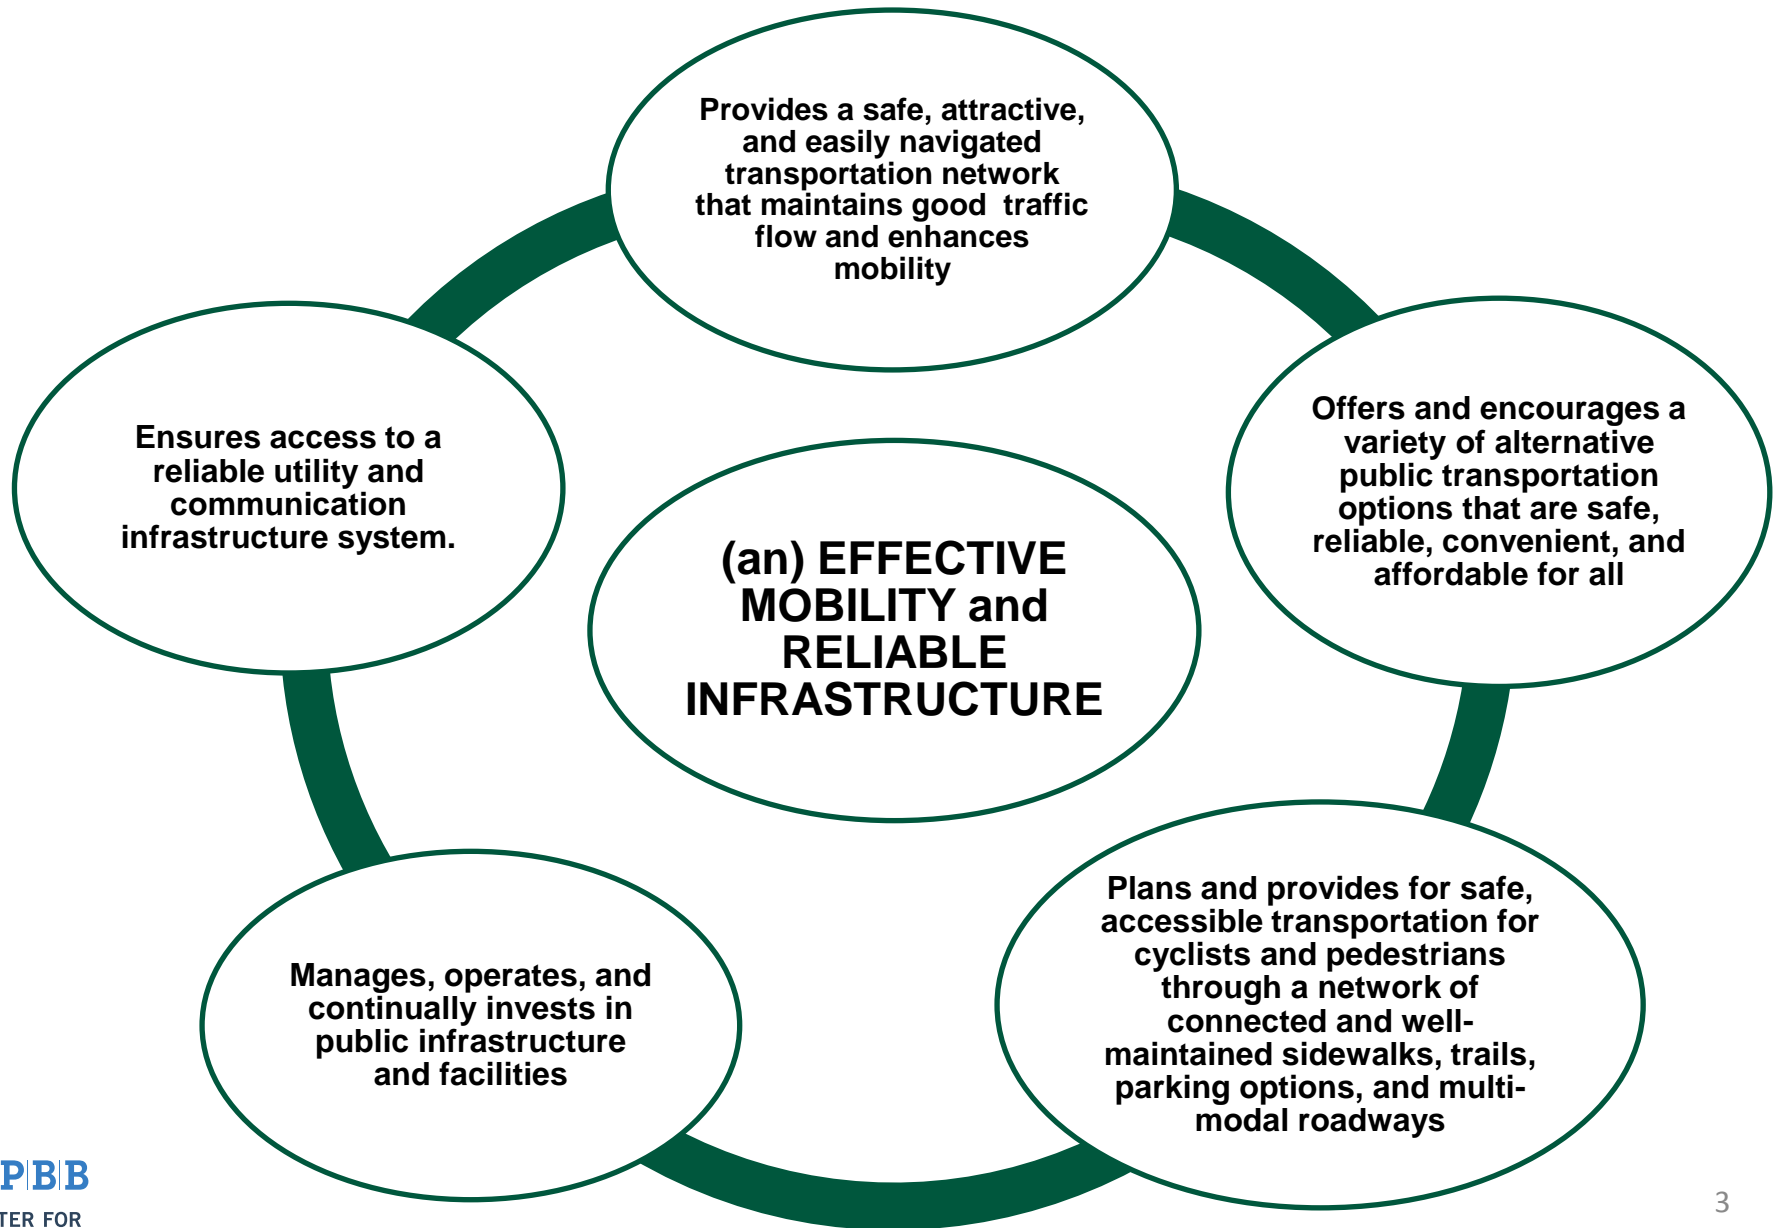 Provides a safe, attractive,
and easily navigated
transportation network
that maintains good  traffic
flow and enhances
mobility
Offers and encourages a
variety of alternative
public transportation
options that are safe,
reliable, convenient, and
affordable for all
Plans and provides for safe,
accessible transportation for
cyclists and pedestrians
through a network of
connected and well-
maintained sidewalks, trails,
parking options, and multi-
modal roadways
Manages, operates, and
continually invests in
public infrastructure
and facilities
Ensures access to a
reliable utility and
communication
infrastructure system.
(an) EFFECTIVE
MOBILITY and
RELIABLE
INFRASTRUCTURE
P|B|B
TER FOR
3